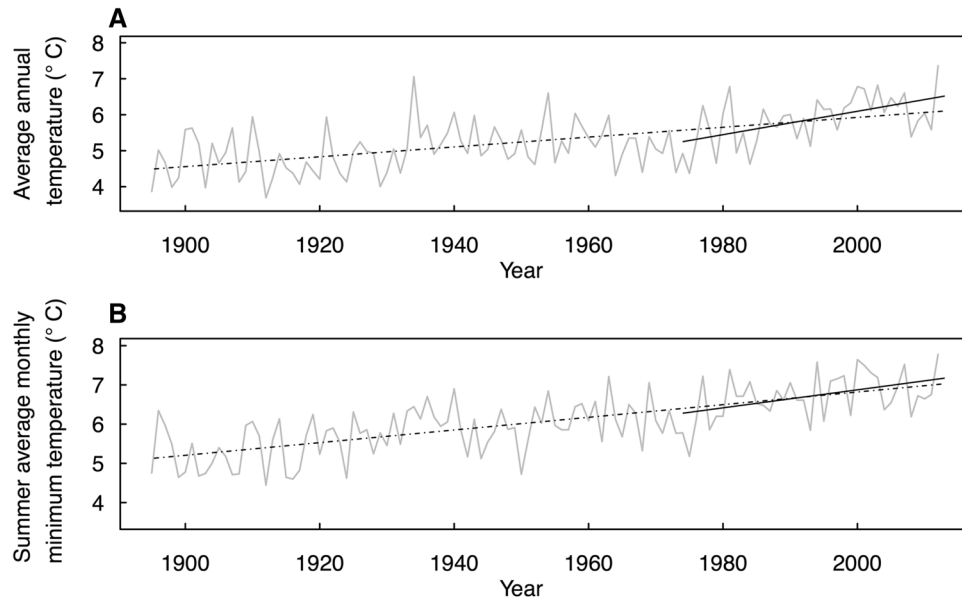 A
Average annual
temperature (° C)
8
7
6
5
4
1900 1920 1940 1960 1980 2000
Year
B
Summer average monthly
minimum temperature (° C)
8
7
6
5
4
1900 1920 1940 1960 1980 2000
Year